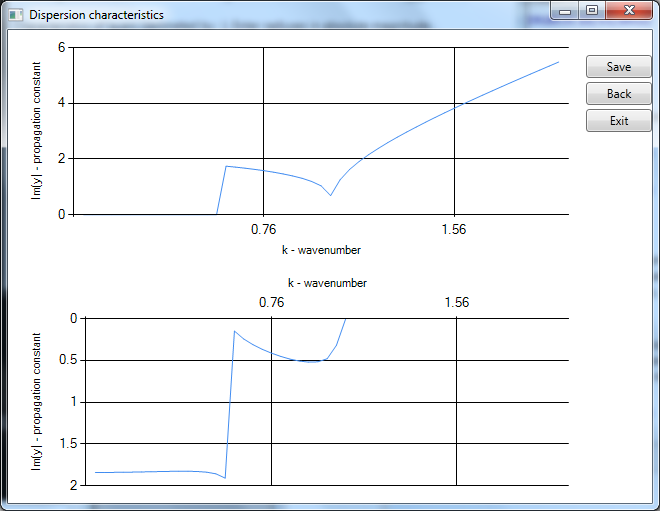 Dispersion characteristics
6
4
2
0
Im|y| - propagation constant
0.76
1.56
k - wavenumber
Save
Back
Exit
k - wavenumber
0.76
1.56
0
0.5
1
1.5
2
Im|y| - propagation constant